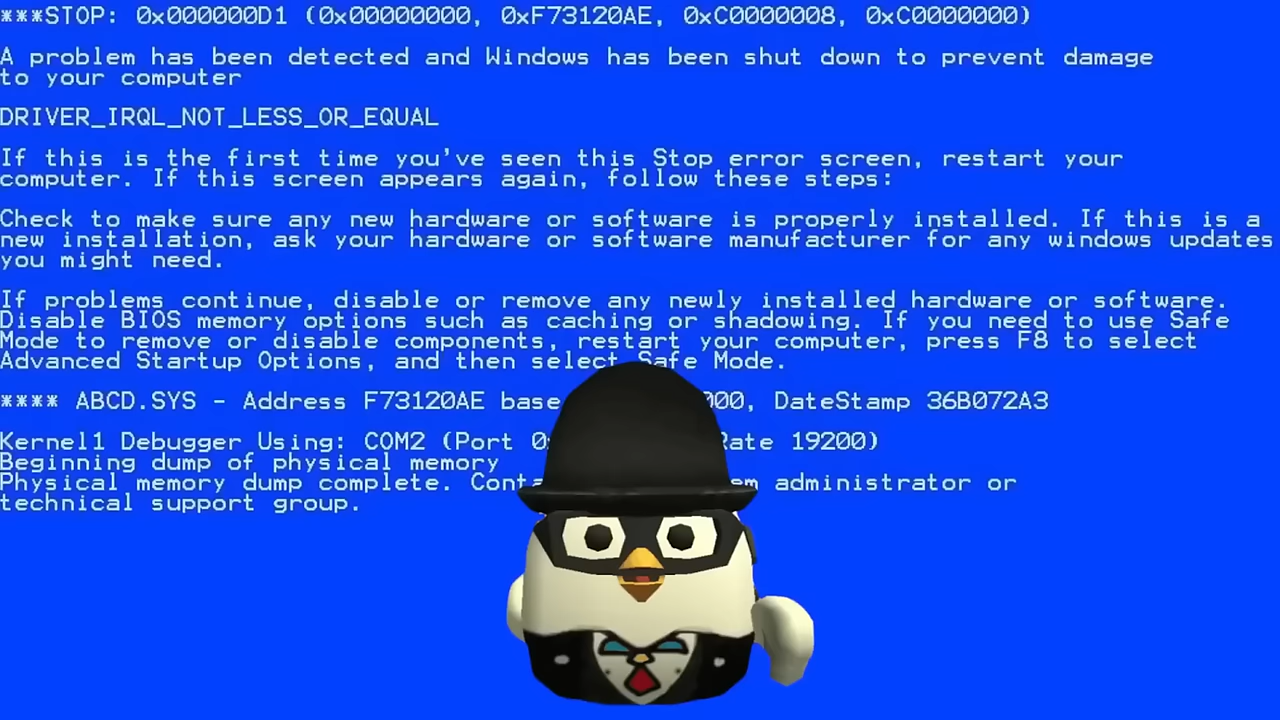 ***STOP: 0x000000D1 (0x00000000, 0xF73120AE, 0xC0000008, 0xC0000000)
A problem has been detected and Windows has been shut down to prevent damage
to your computer
DRIVER_IRQL_NOT_LESS_OR_EQUAL
If this is the first time you've seen this Stop error screen, restart your
computer. If this screen appears again, follow these steps:
Check to make sure any new hardware or software is properly installed. If this is a
new installation, ask your hardware or software manufacturer for any windows updates
you might need.
If problems continue, disable or remove any newly installed hardware or software.
Disable BIOS memory options such as caching or shadowing. If you need to use Safe
Mode to remove or disable components, restart your computer, press F8 to select
Advanced Startup Options, and then select Safe Mode.
**** ABCD.SYS - Address F73120AE base 000, DateStamp 36B072A3
Kernel1 Debugger Using: COM2 (Port 0 Rate 19200)
Beginning dump of physical memory
Physical memory dump complete. Conta em administrator or
technical support group.